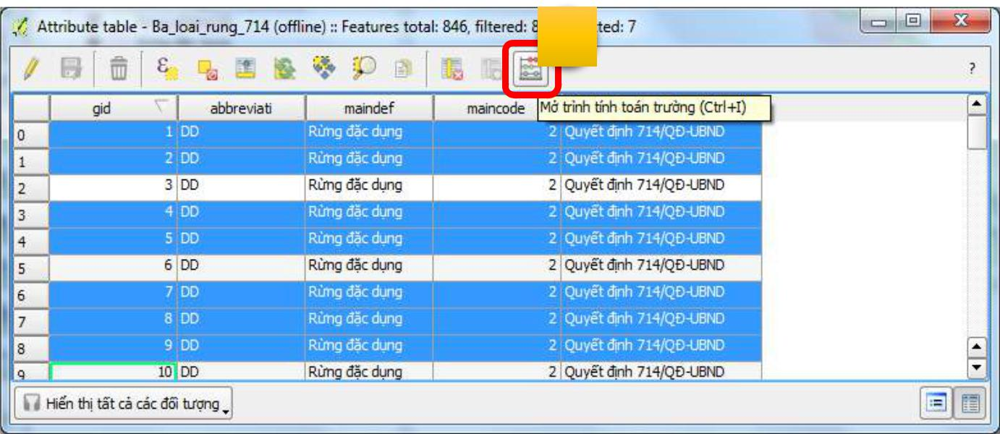 Attribute table - Ba_loai_rung_714 (offline) :: Features total: 846, filtered: 8 ted: 7
?
gid abbreviati maindef maincode
Mở trình tính toán trường (Ctrl+I)
0 1 DD Rừng đặc dụng 2 Quyết định 714/QĐ-UBND
1 2 DD Rừng đặc dụng 2 Quyết định 714/QĐ-UBND
2 3 DD Rừng đặc dụng 2 Quyết định 714/QĐ-UBND
3 4 DD Rừng đặc dụng 2 Quyết định 714/QĐ-UBND
4 5 DD Rừng đặc dụng 2 Quyết định 714/QĐ-UBND
5 6 DD Rừng đặc dụng 2 Quyết định 714/QĐ-UBND
6 7 DD Rừng đặc dụng 2 Quyết định 714/QĐ-UBND
7 8 DD Rừng đặc dụng 2 Quyết định 714/QĐ-UBND
8 9 DD Rừng đặc dụng 2 Quyết định 714/QĐ-UBND
9 10 DD Rừng đặc dụng 2 Quyết định 714/QĐ-UBND
Hiển thị tất cả các đối tượng